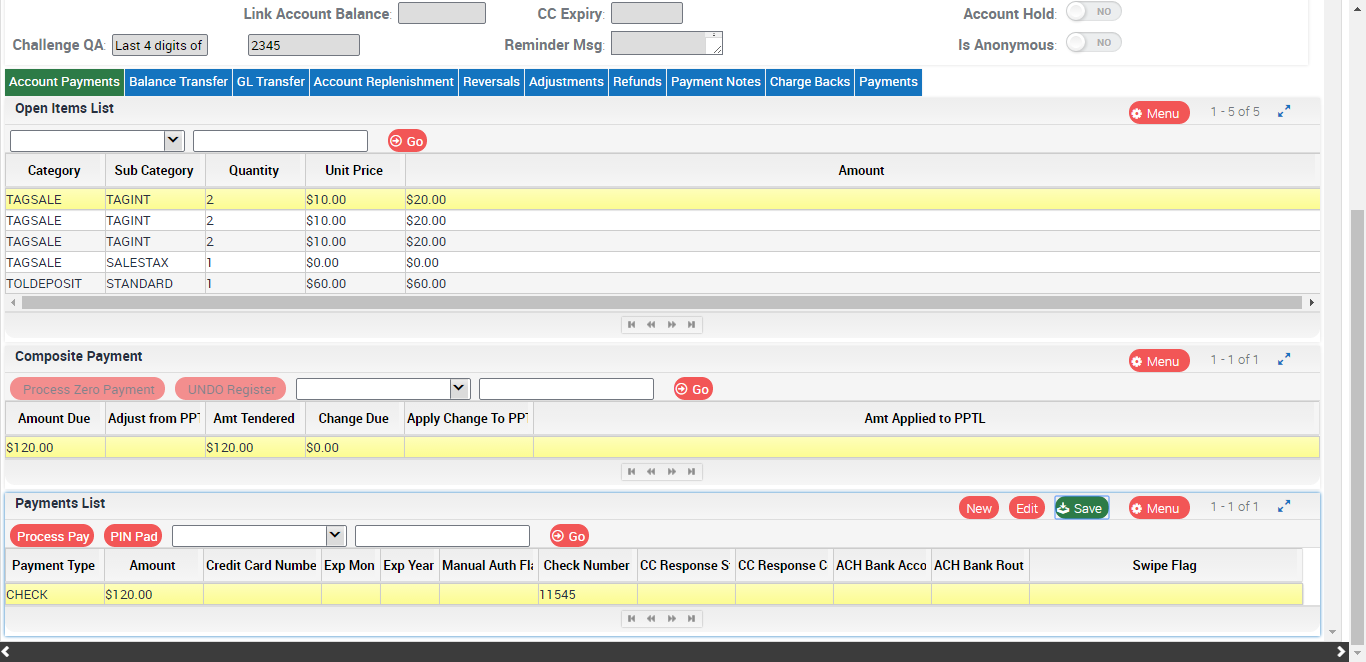 Link Account Balance: CC Expiry: Account Hold: NO
Challenge QA: Last 4 digits of 2345 Reminder Msg: Is Anonymous: NO
Account Payments Balance Transfer GL Transfer Account Replenishment Reversals Adjustments Refunds Payment Notes Charge Backs Payments
Open Items List Menu 1 - 5 of 5
Go
Category Sub Category Quantity Unit Price Amount
TAGSALE TAGINT 2 $10.00 $20.00
TAGSALE TAGINT 2 $10.00 $20.00
TAGSALE TAGINT 2 $10.00 $20.00
TAGSALE SALESTAX 1 $0.00 $0.00
TOLDEPOSIT STANDARD 1 $60.00 $60.00
Composite Payment Menu 1 - 1 of 1
Process Zero Payment UNDO Register Go
Amount Due Adjust from PPT Amt Tendered Change Due Apply Change To PPT Amt Applied to PPTL
$120.00 $120.00 $0.00
Payments List New Edit Save Menu 1 - 1 of 1
Process Pay PIN Pad Go
Payment Type Amount Credit Card Numbe Exp Mon Exp Year Manual Auth Fla Check Number CC Response S CC Response C ACH Bank Acco ACH Bank Rout Swipe Flag
CHECK $120.00 11545